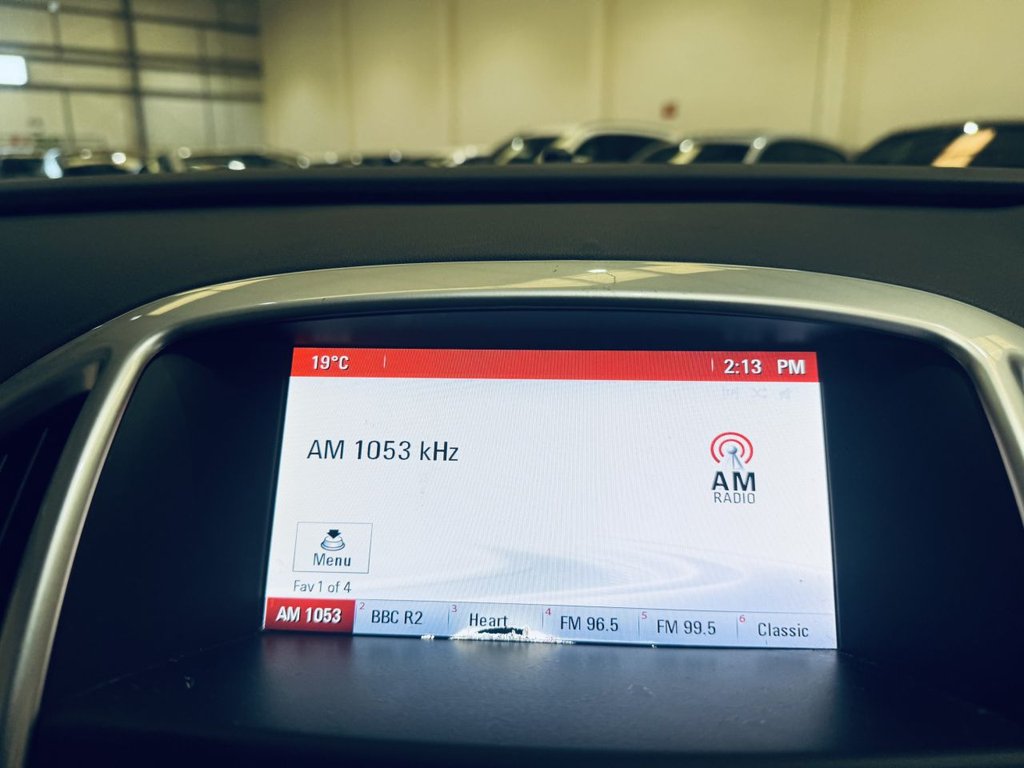 19°C 2:13 PM
AM 1053 kHz
AM
RADIO
Menu
Fav 1 of 4
AM 1053 2 BBC R2 3 Heart 4 FM 96.5 5 FM 99.5 6 Classic